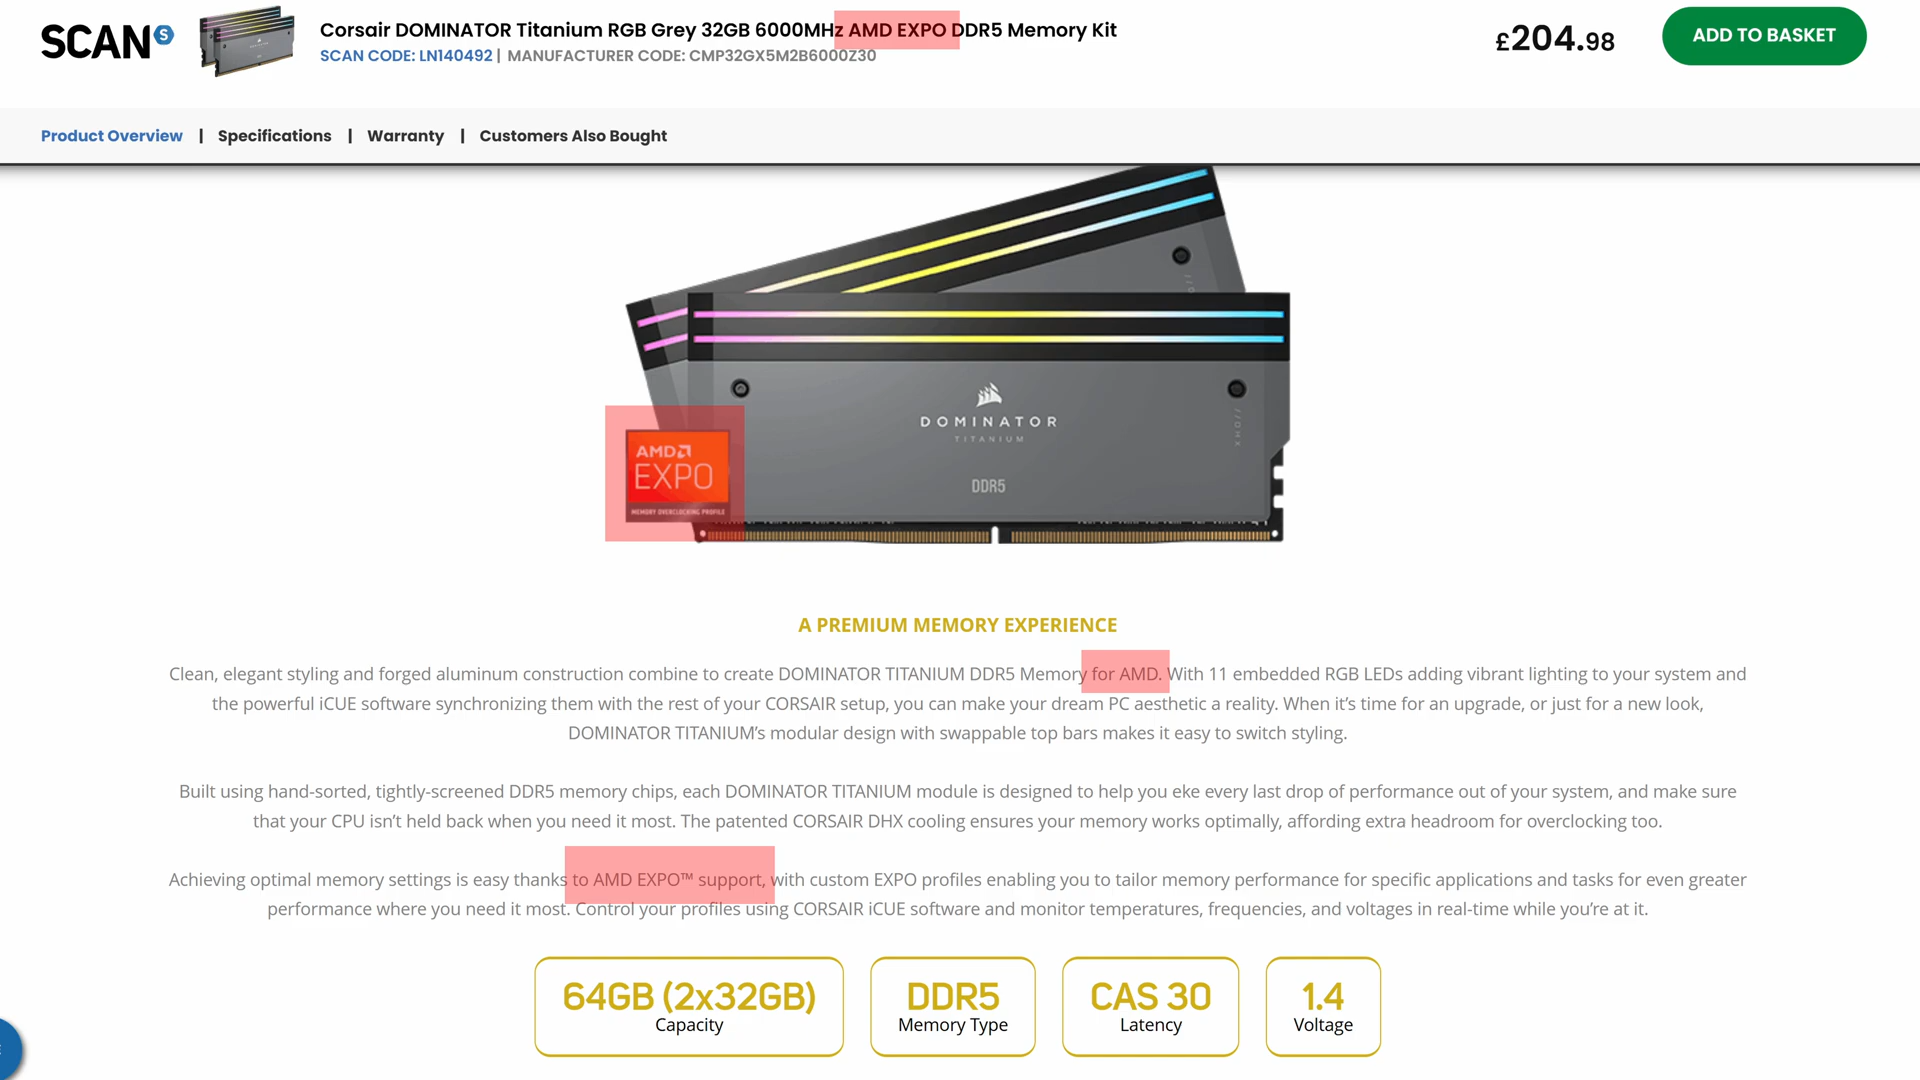 SCAN S
Corsair DOMINATOR Titanium RGB Grey 32GB 6000MHz AMD EXPO DDR5 Memory Kit
SCAN CODE: LN140492 | MANUFACTURER CODE: CMP32GX5M2B6000Z30
£204.98
ADD TO BASKET
Product Overview | Specifications | Warranty | Customers Also Bought
DOMINATOR
TITANIUM
DDR5
AMD
EXPO
MEMORY OVERCLOCKING PROFILE
A PREMIUM MEMORY EXPERIENCE
Clean, elegant styling and forged aluminum construction combine to create DOMINATOR TITANIUM DDR5 Memory for AMD. With 11 embedded RGB LEDs adding vibrant lighting to your system and
the powerful iCUE software synchronizing them with the rest of your CORSAIR setup, you can make your dream PC aesthetic a reality. When it’s time for an upgrade, or just for a new look,
DOMINATOR TITANIUM’s modular design with swappable top bars makes it easy to switch styling.
Built using hand-sorted, tightly-screened DDR5 memory chips, each DOMINATOR TITANIUM module is designed to help you eke every last drop of performance out of your system, and make sure
that your CPU isn’t held back when you need it most. The patented CORSAIR DHX cooling ensures your memory works optimally, affording extra headroom for overclocking too.
Achieving optimal memory settings is easy thanks to AMD EXPO™ support, with custom EXPO profiles enabling you to tailor memory performance for specific applications and tasks for even greater
performance where you need it most. Control your profiles using CORSAIR iCUE software and monitor temperatures, frequencies, and voltages in real-time while you’re at it.
64GB (2x32GB)
Capacity
DDR5
Memory Type
CAS 30
Latency
1.4
Voltage